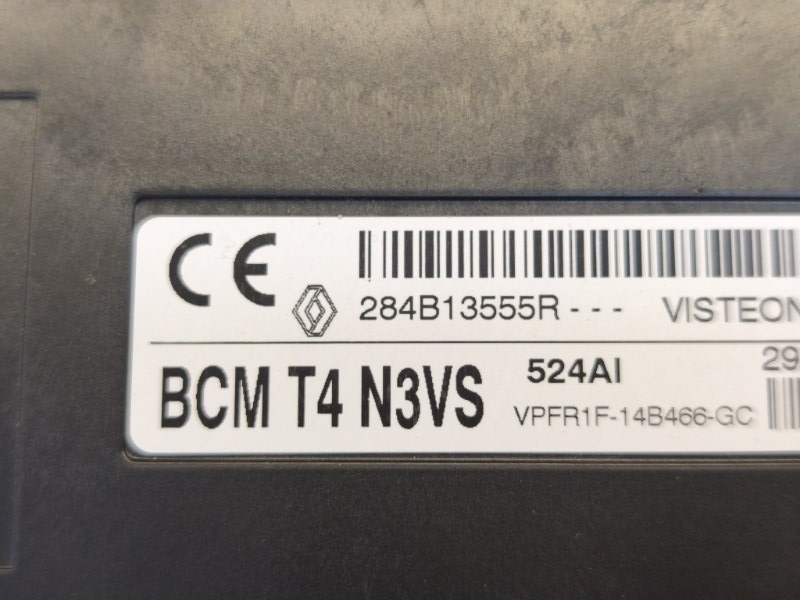 CE
284B13555R--- VISTEON
BCM T4 N3VS 524AI 29
VPFR1F-14B466-GC